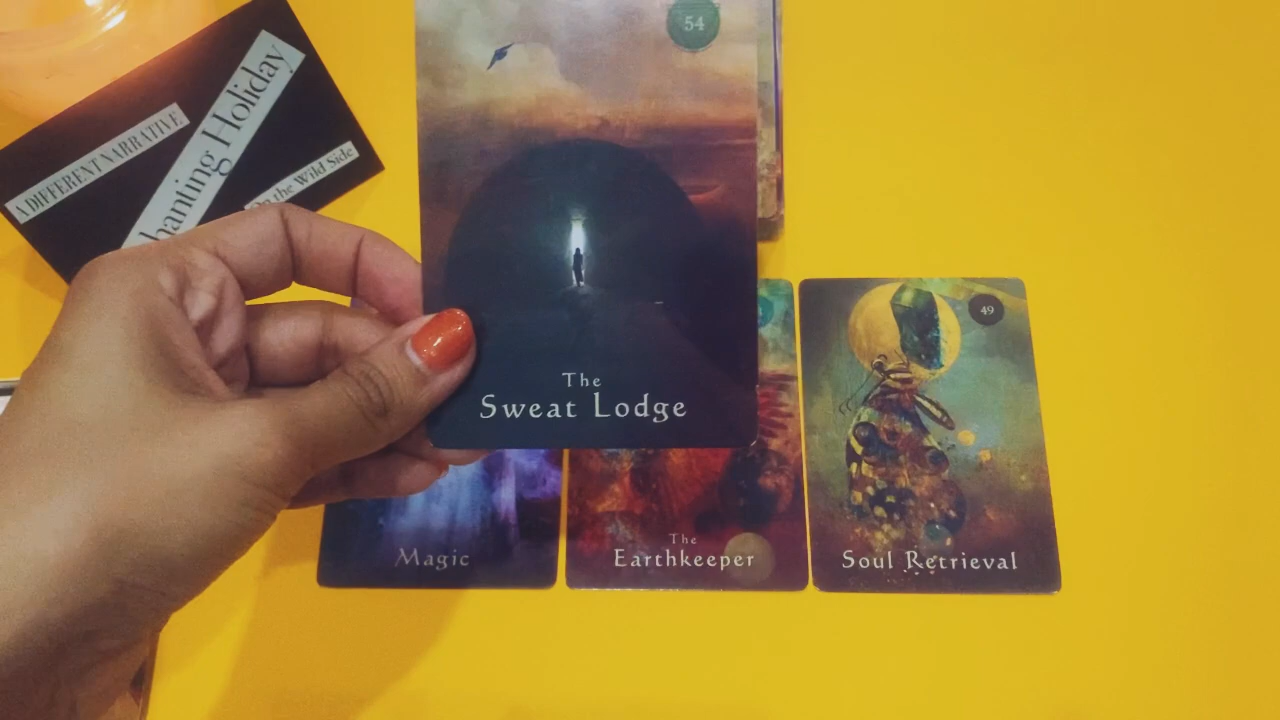 A DIFFERENT NARRATIVE
hanting Holiday
the Wild Side
54
The
Sweat Lodge
49
Magic
The
Earthkeeper
Soul Retrieval